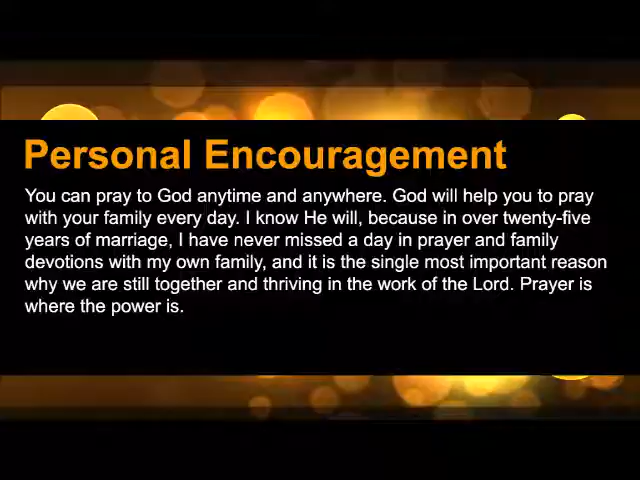 Personal Encouragement
You can pray to God anytime and anywhere. God will help you to pray
with your family every day. I know He will, because in over twenty-five
years of marriage, I have never missed a day in prayer and family
devotions with my own family, and it is the single most important reason
why we are still together and thriving in the work of the Lord. Prayer is
where the power is.